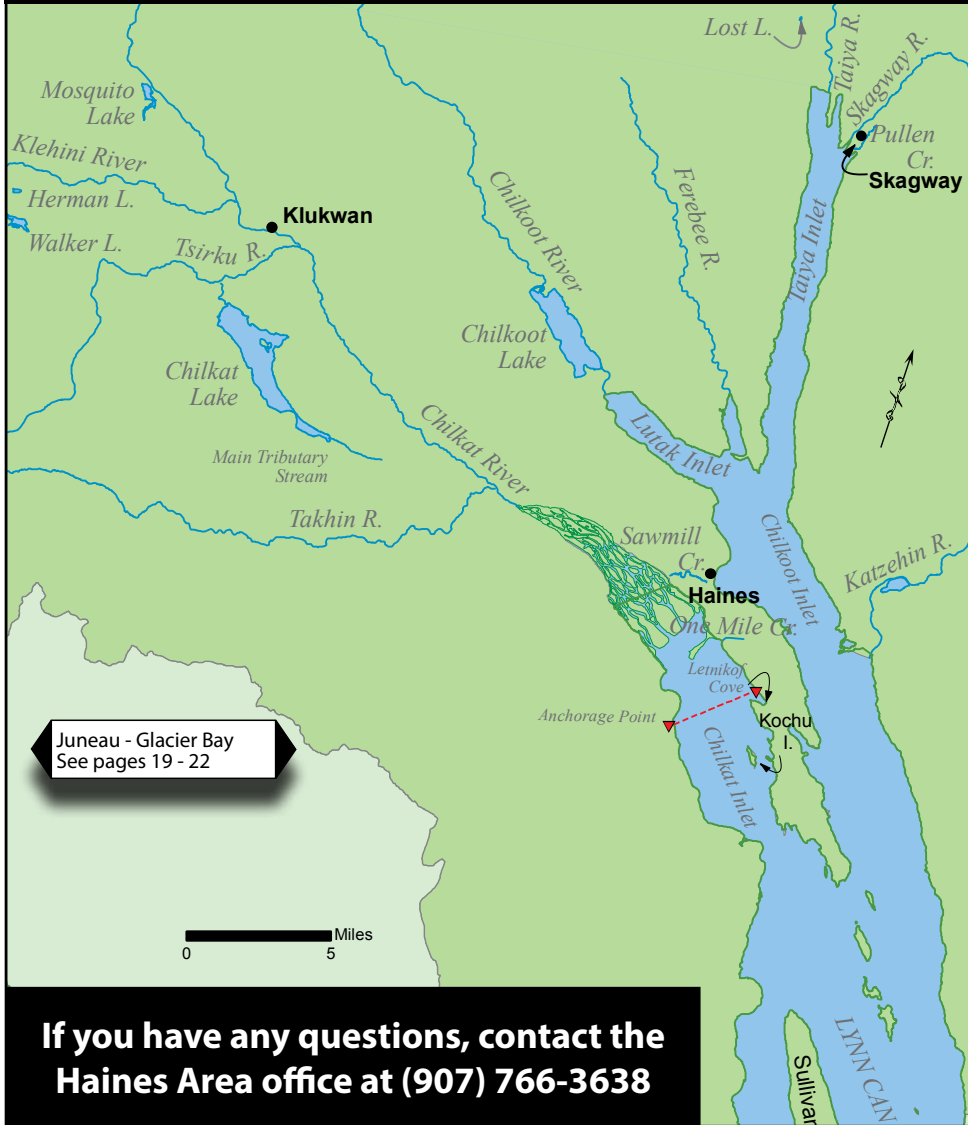 Lost L.
Taiya R.
Skagway R.
Mosquito
Lake
Pullen
Cr.
Skagway
Klehini River
Herman L.
Klukwan
Walker L.
Tsirku R.
Chilkoot River
Ferebee R.
Taiya Inlet
Chilkoot
Lake
Chilkat
Lake
Chilkat River
Lutak Inlet
Main Tributary
Stream
Takhin R.
Sawmill
Cr.
Haines
Chilkoot Inlet
Katzehin R.
One Mile Cr.
Letnikof
Cove
Anchorage Point
Kochu
I.
Chilkat Inlet
Juneau - Glacier Bay
See pages 19 - 22
Miles
0 5
LYNN CAN
Sullivan
If you have any questions, contact the
Haines Area office at (907) 766-3638